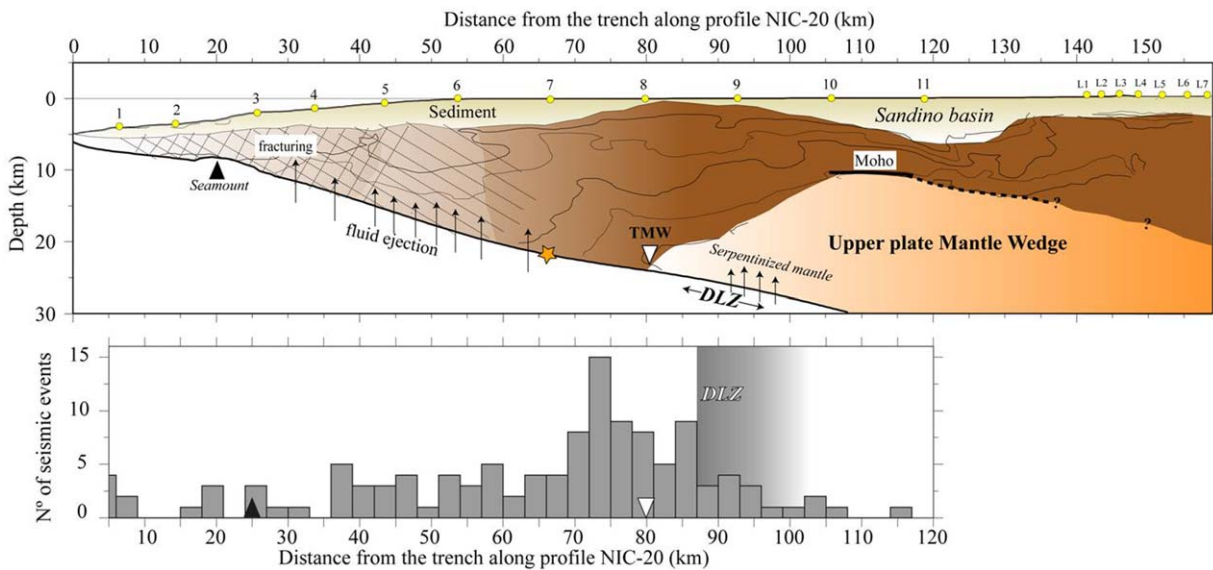 Distance from the trench along profile NIC-20 (km)
0 10 20 30 40 50 60 70 80 90 100 110 120 130 140 150
1 2 3 4 5 6 7 8 9 10 11 L1 L2 L3 L4 L5 L6 L7
0
10
20
30
Depth (km)
Sediment
Sandino basin
fracturing
Moho
Seamount
? ?
fluid ejection
TMW
Upper plate Mantle Wedge
Serpentinized mantle
DLZ
15
10
5
0
Nº of seismic events
DLZ
10 20 30 40 50 60 70 80 90 100 110 120
Distance from the trench along profile NIC-20 (km)